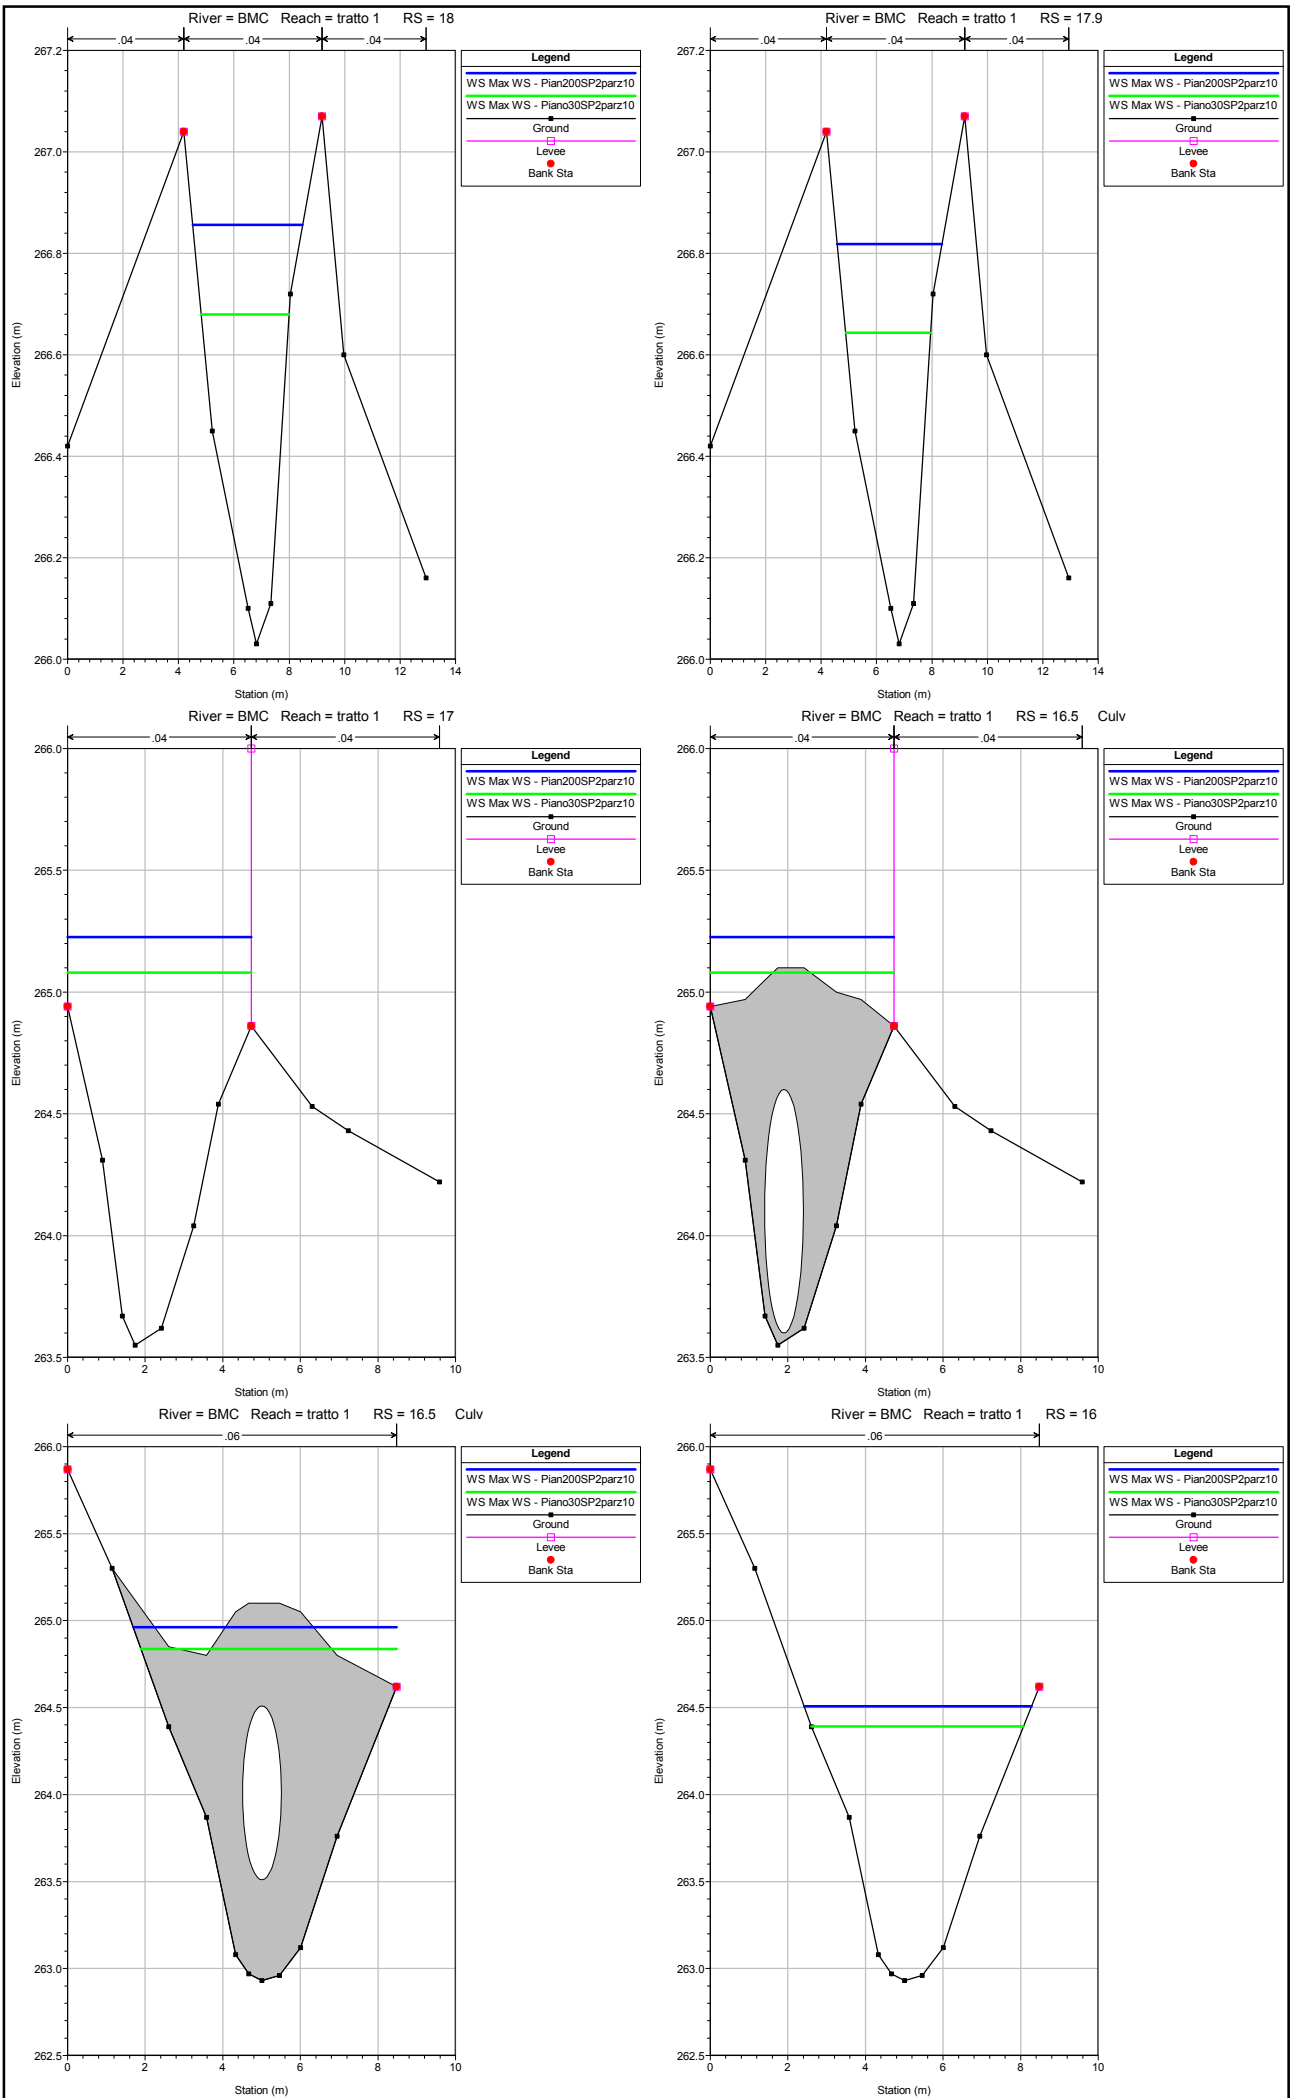 River = BMC Reach = tratto 1 RS = 18
.04 .04 .04
Legend
WS Max WS - Pian200SP2parz10
WS Max WS - Piano30SP2parz10
Ground
Levee
Bank Sta
267.2
267.0
266.8
266.6
266.4
266.2
266.0
Elevation (m)
0 2 4 6 8 10 12 14
Station (m)
River = BMC Reach = tratto 1 RS = 17.9
.04 .04 .04
Legend
WS Max WS - Pian200SP2parz10
WS Max WS - Piano30SP2parz10
Ground
Levee
Bank Sta
267.2
267.0
266.8
266.6
266.4
266.2
266.0
Elevation (m)
0 2 4 6 8 10 12 14
Station (m)
River = BMC Reach = tratto 1 RS = 17
.04 .04
Legend
WS Max WS - Pian200SP2parz10
WS Max WS - Piano30SP2parz10
Ground
Levee
Bank Sta
266.0
265.5
265.0
264.5
264.0
263.5
Elevation (m)
0 2 4 6 8 10
Station (m)
River = BMC Reach = tratto 1 RS = 16.5 Culv
.04 .04
Legend
WS Max WS - Pian200SP2parz10
WS Max WS - Piano30SP2parz10
Ground
Levee
Bank Sta
266.0
265.5
265.0
264.5
264.0
263.5
Elevation (m)
0 2 4 6 8 10
Station (m)
River = BMC Reach = tratto 1 RS = 16.5 Culv
.06
Legend
WS Max WS - Pian200SP2parz10
WS Max WS - Piano30SP2parz10
Ground
Levee
Bank Sta
266.0
265.5
265.0
264.5
264.0
263.5
263.0
262.5
Elevation (m)
0 2 4 6 8 10
Station (m)
River = BMC Reach = tratto 1 RS = 16
.06
Legend
WS Max WS - Pian200SP2parz10
WS Max WS - Piano30SP2parz10
Ground
Levee
Bank Sta
266.0
265.5
265.0
264.5
264.0
263.5
263.0
262.5
Elevation (m)
0 2 4 6 8 10
Station (m)